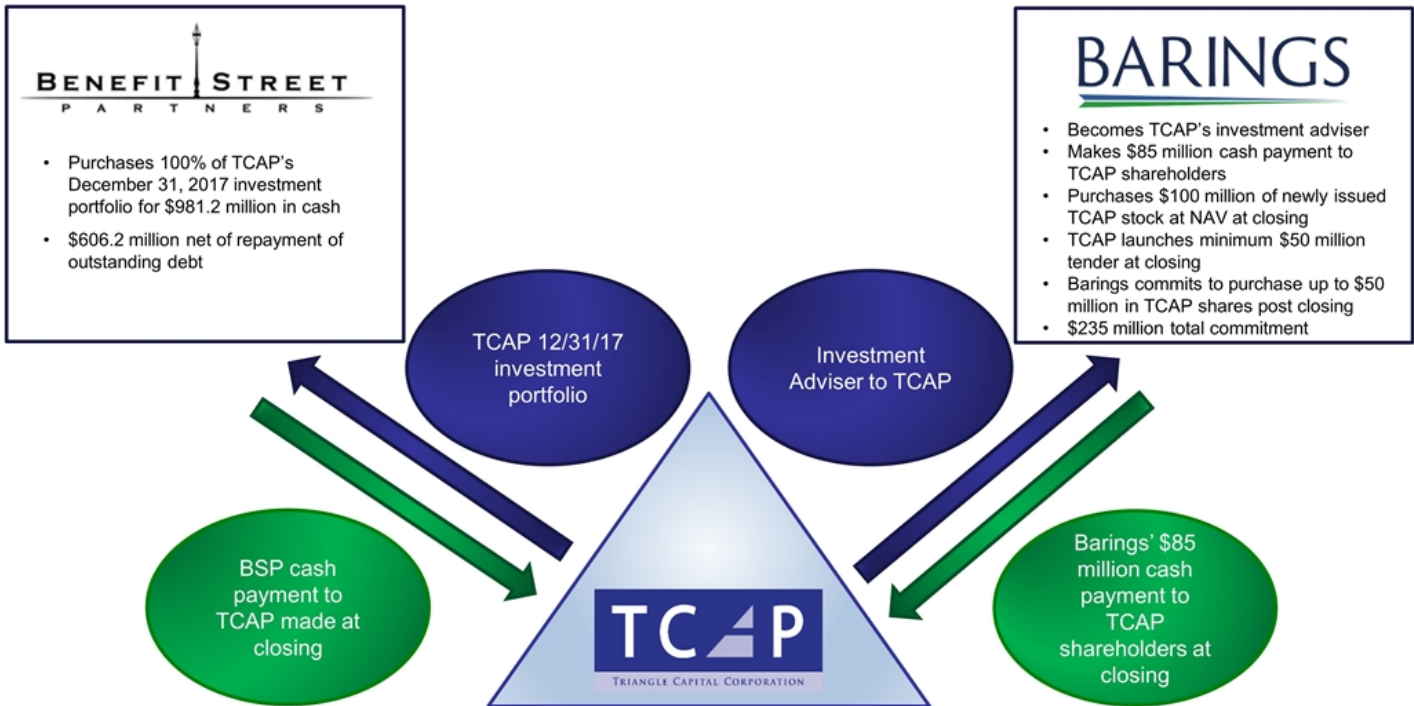 BENEFIT STREET
PARTNERS
• Purchases 100% of TCAP's
December 31, 2017 investment
portfolio for $981.2 million in cash
• $606.2 million net of repayment of
outstanding debt
BARINGS
• Becomes TCAP's investment adviser
• Makes $85 million cash payment to
TCAP shareholders
• Purchases $100 million of newly issued
TCAP stock at NAV at closing
• TCAP launches minimum $50 million
tender at closing
• Barings commits to purchase up to $50
million in TCAP shares post closing
• $235 million total commitment
TCAP 12/31/17
investment
portfolio
Investment
Adviser to TCAP
BSP cash
payment to
TCAP made at
closing
Barings' $85
million cash
payment to
TCAP
shareholders at
closing
TCAP
TRIANGLE CAPITAL CORPORATION